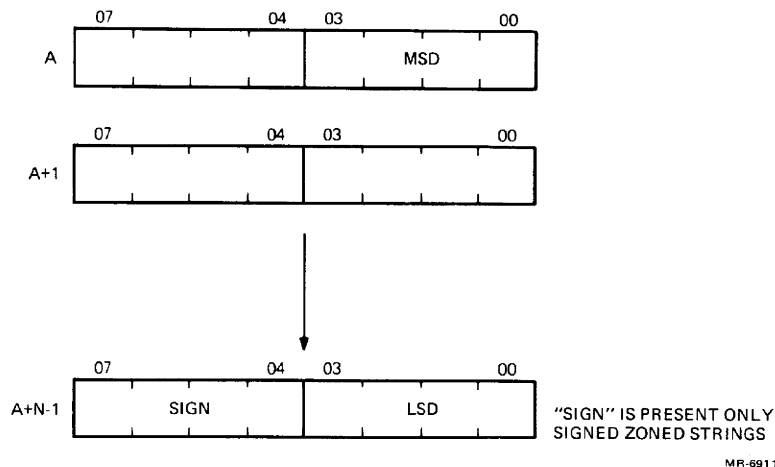 07 04 03 00
A MSD
07 04 03 00
A+1
07 04 03 00
A+N-1 SIGN LSD
"SIGN" IS PRESENT ONLY
SIGNED ZONED STRINGS
MR-6911